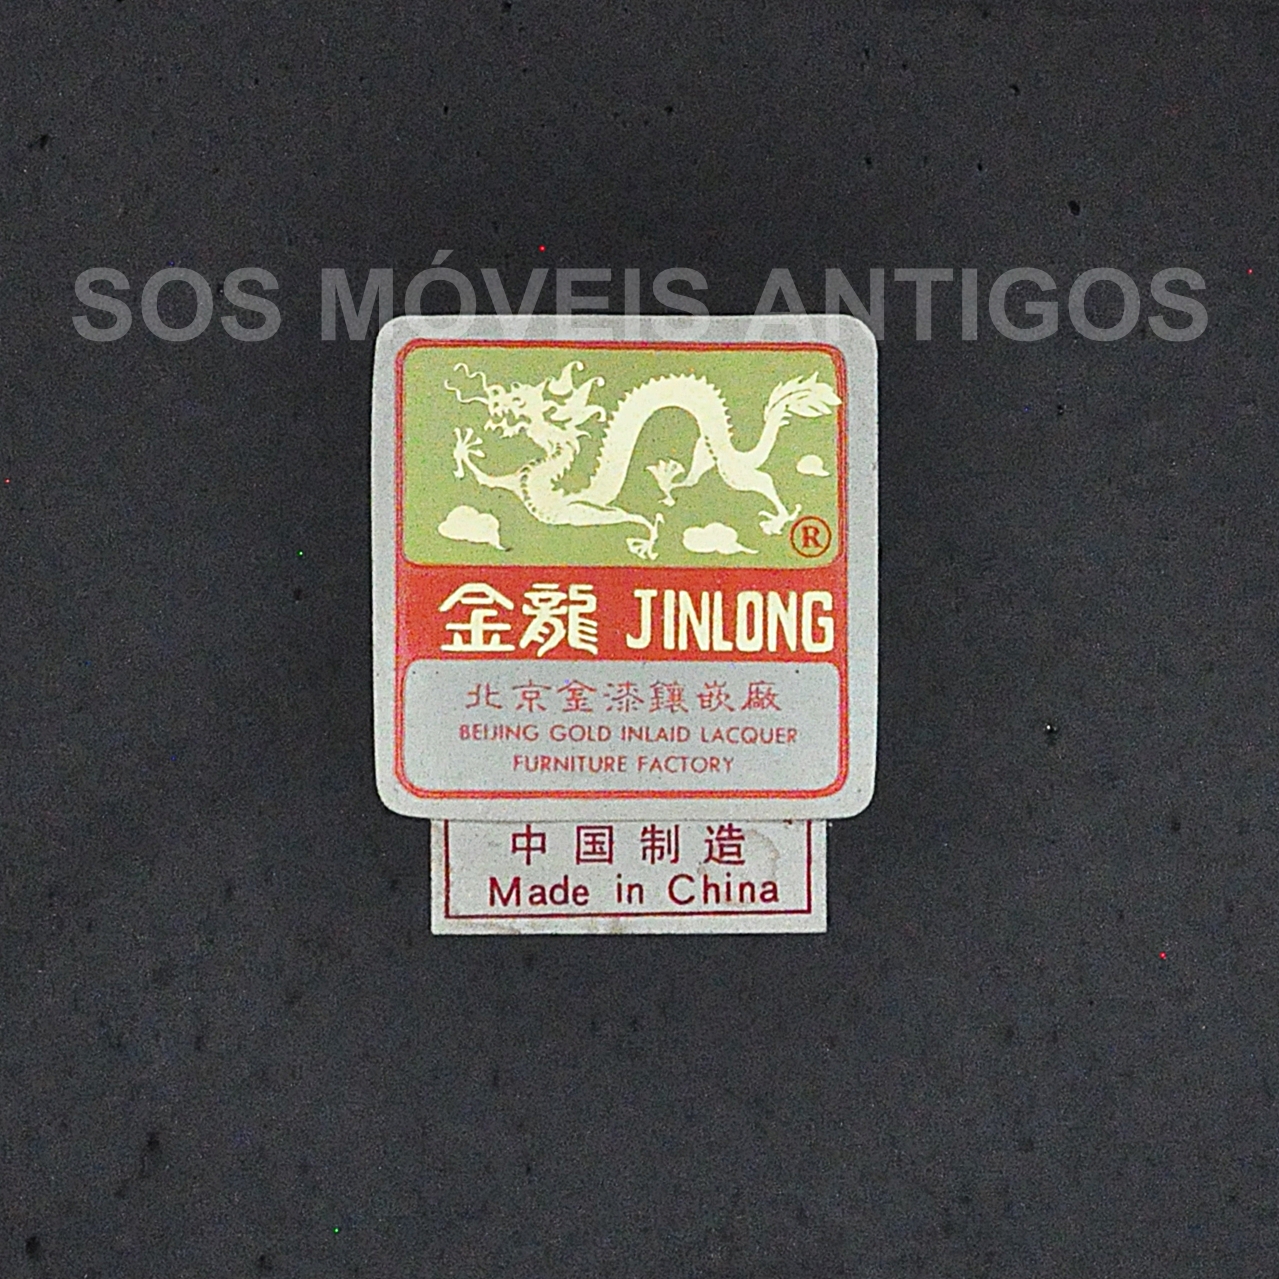 SOS MÓVEIS ANTIGOS
®
金龍 JINLONG
北京金漆鑲嵌廠
BEIJING GOLD INLAID LACQUER
FURNITURE FACTORY
中国制造
Made in China